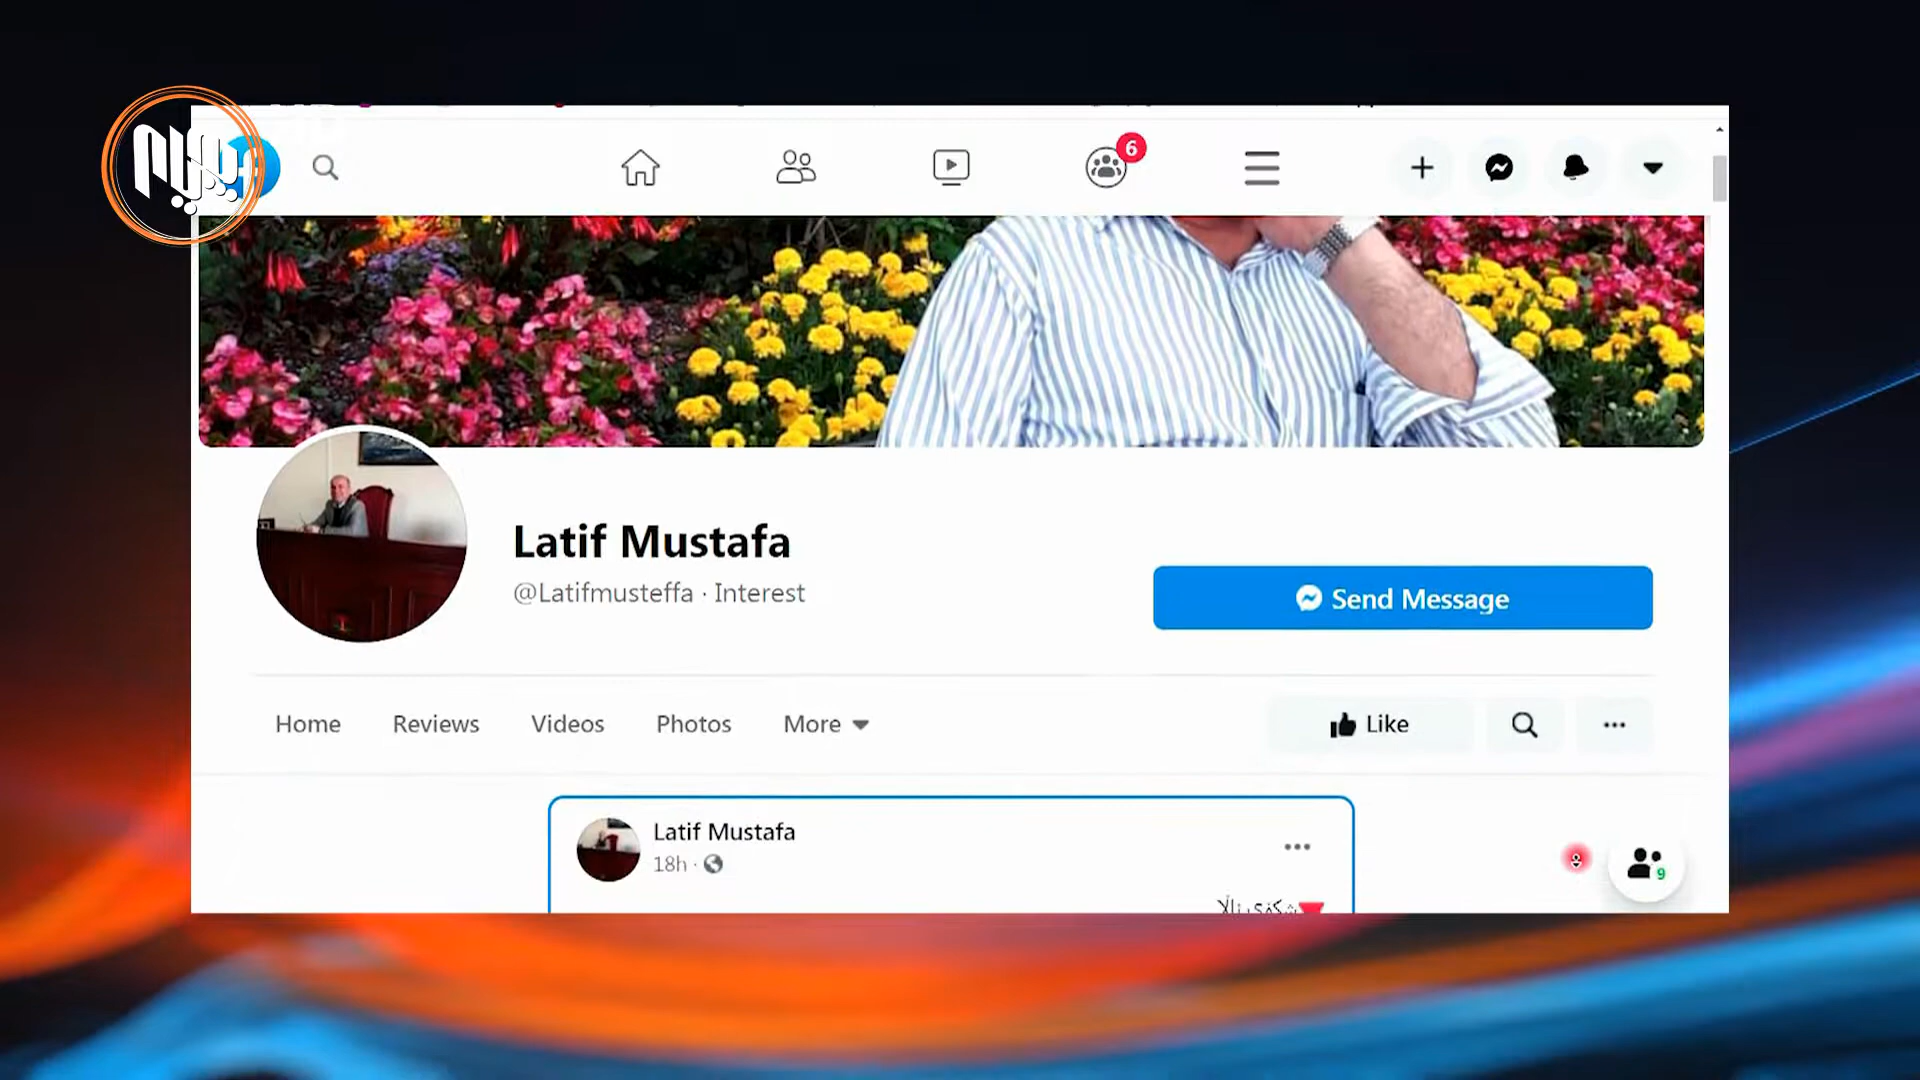 6
Latif Mustafa
@Latifmusteffa · Interest
Send Message
Home
Reviews
Videos
Photos
More
Like
Latif Mustafa
18h ·
9